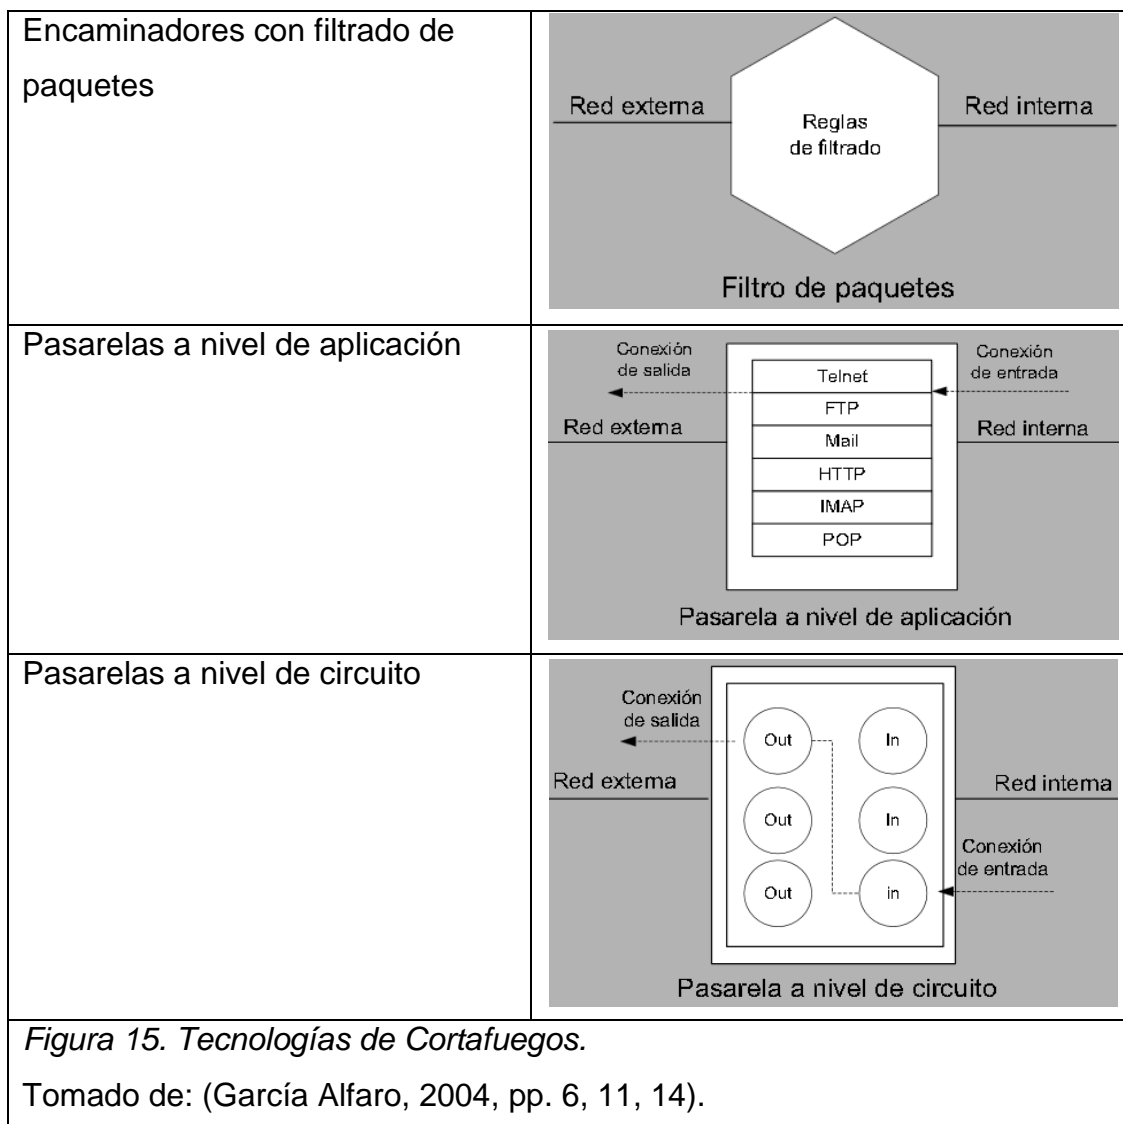 Encaminadores con filtrado de
paquetes
Red externa
Reglas
de filtrado
Red interna
Filtro de paquetes
Pasarelas a nivel de aplicación
Conexión
de salida
Conexión
de entrada
Telnet
FTP
Mail
HTTP
IMAP
POP
Red externa
Red interna
Pasarela a nivel de aplicación
Pasarelas a nivel de circuito
Conexión
de salida
Out
In
Red externa
Red interna
Out
In
Conexión
de entrada
Out
in
Pasarela a nivel de circuito
Figura 15. Tecnologías de Cortafuegos.
Tomado de: (García Alfaro, 2004, pp. 6, 11, 14).